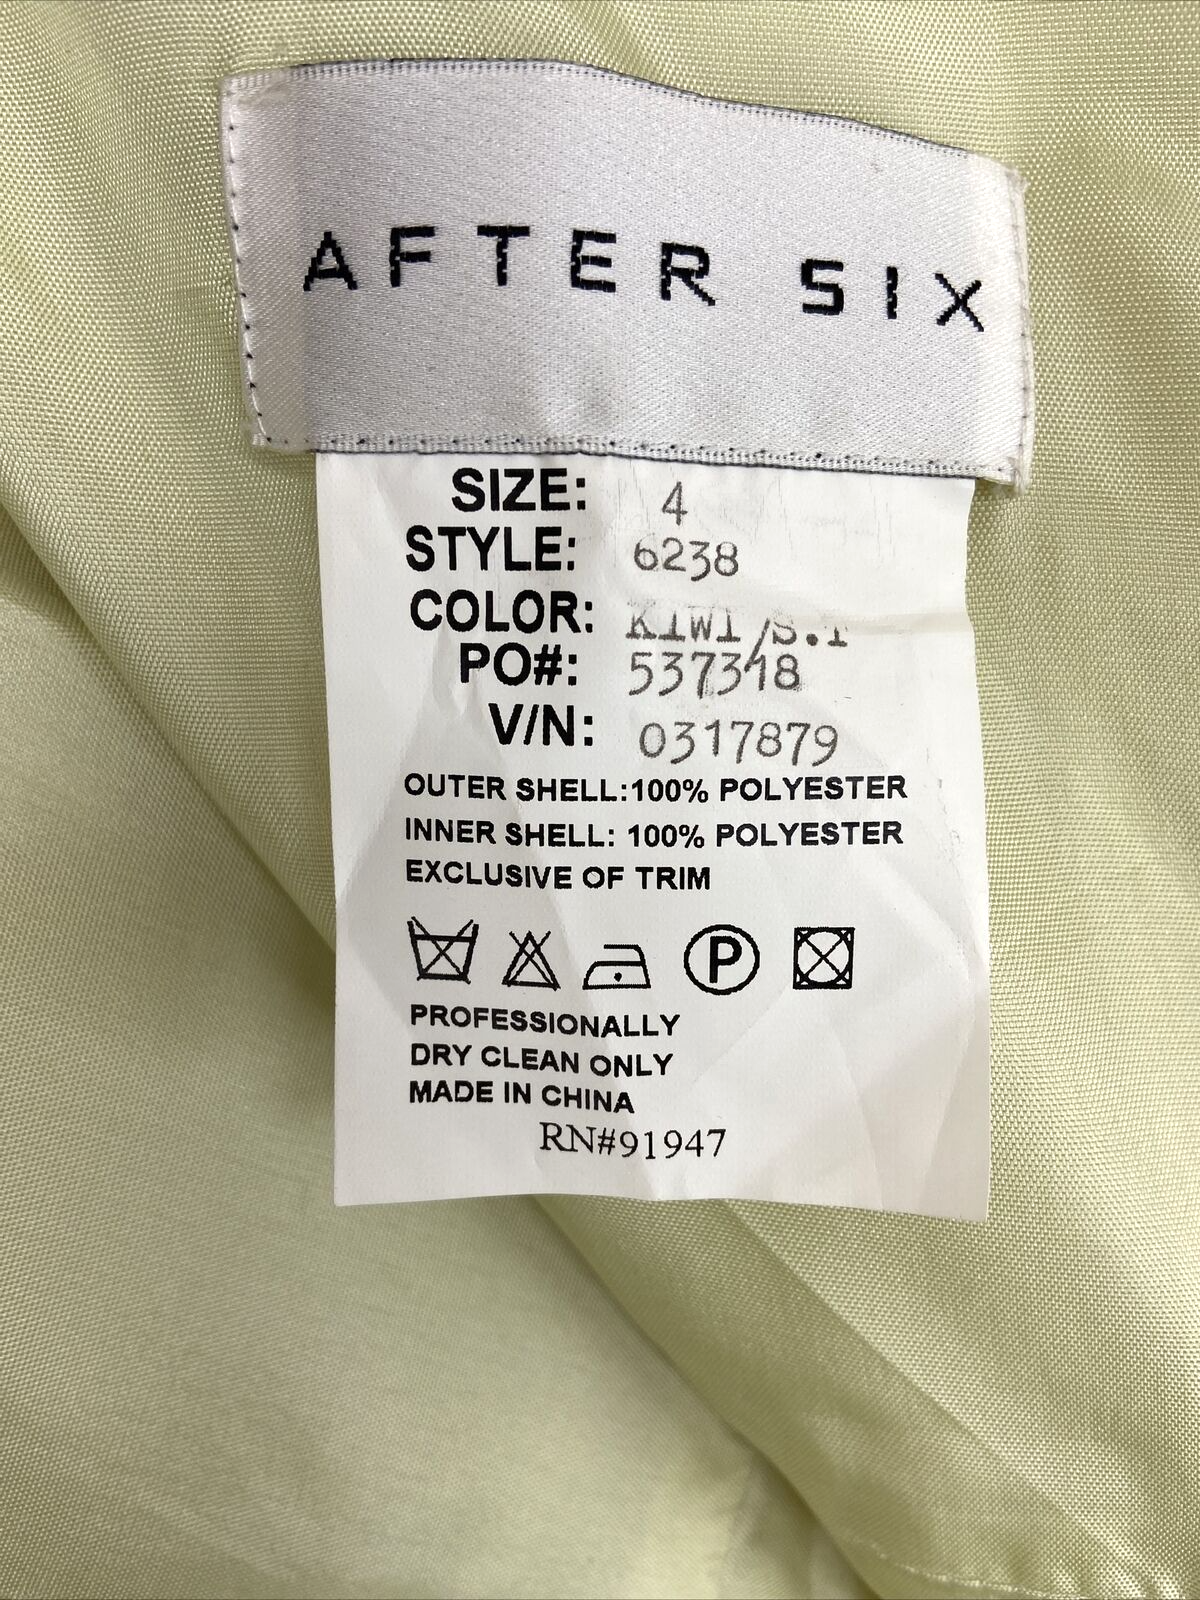 AFTER SIX
SIZE: 4
STYLE: 6238
COLOR: KIWI/S.I
PO#: 537318
V/N: 0317879
OUTER SHELL:100% POLYESTER
INNER SHELL: 100% POLYESTER
EXCLUSIVE OF TRIM
P
PROFESSIONALLY
DRY CLEAN ONLY
MADE IN CHINA
RN#91947